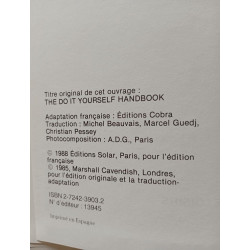 Titre original de cet ouvrage :
THE DO IT YOURSELF HANDBOOK
Adaptation française : Éditions Cobra
Traduction : Michel Beauvais, Marcel Guedj,
Christian Pessey
Photocomposition : A.D.G., Paris
© 1988 Éditions Solar, Paris, pour l'édition
française
© 1985, Marshall Cavendish, Londres,
pour l'édition originale et la traduction-
adaptation
ISBN 2-7242-3903.2
N° d'éditeur : 13945
Imprimé en Espagne